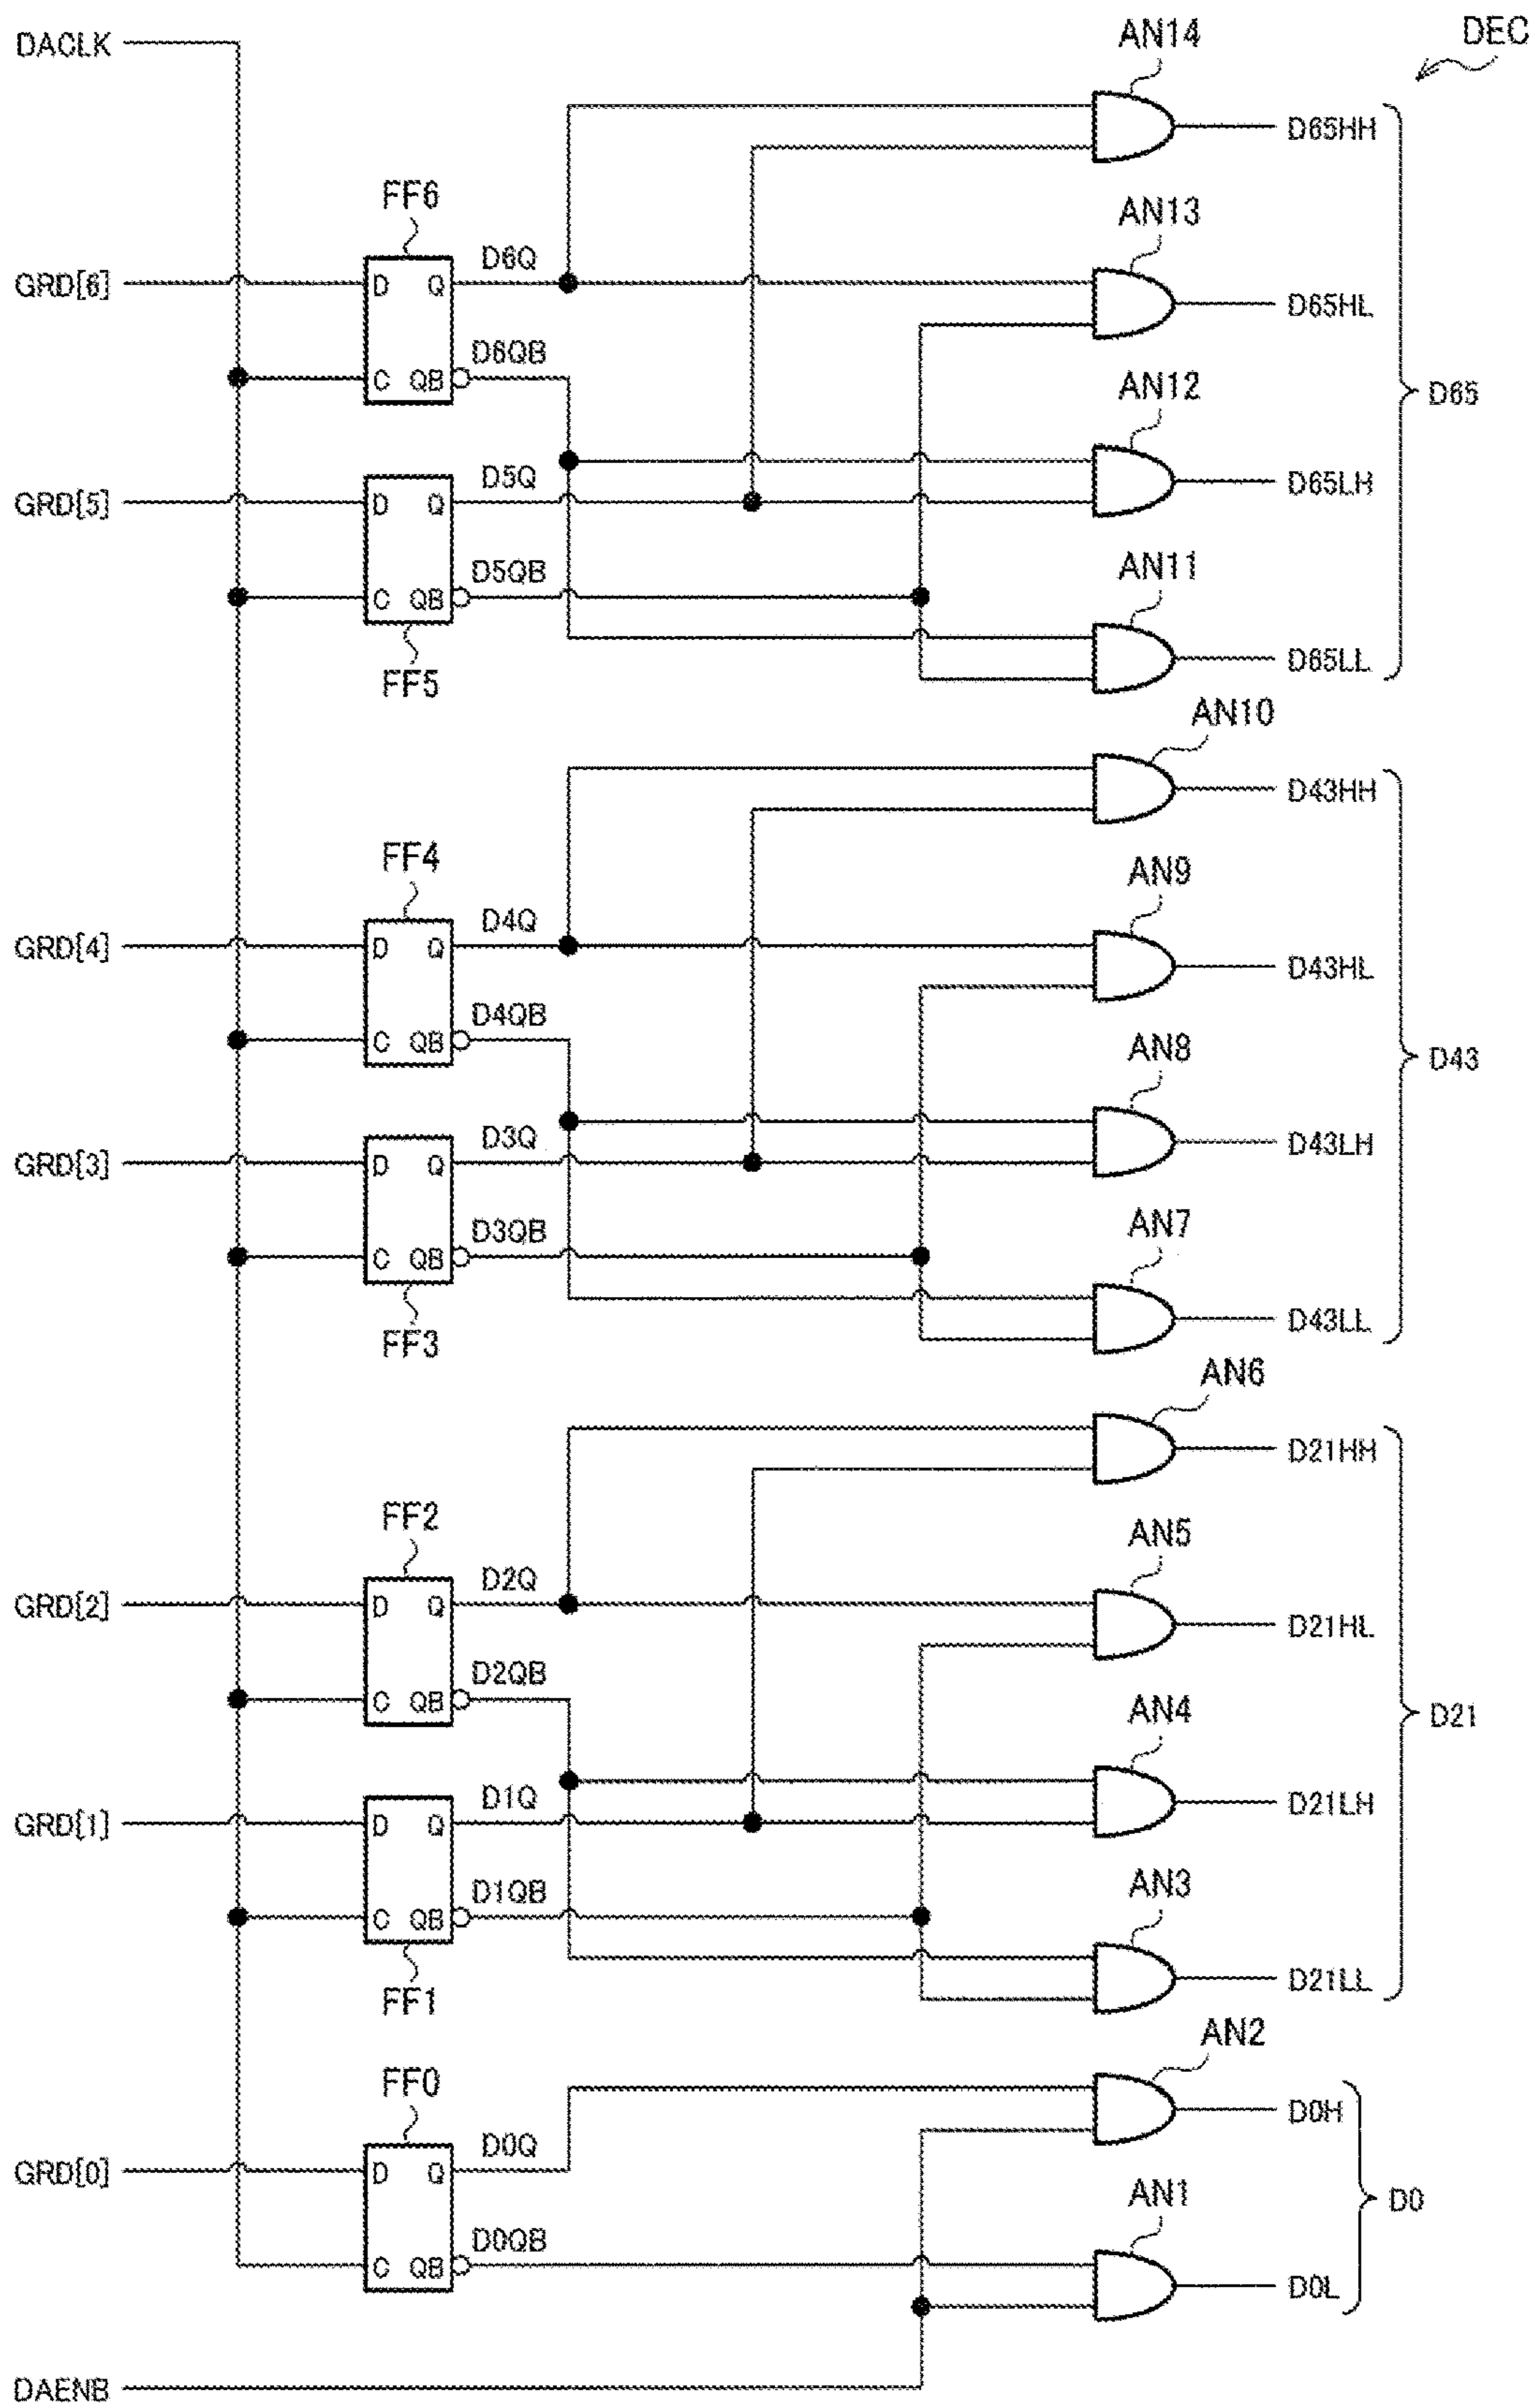 DACLK
AN14
DEC
D65HH
FF6
AN13
GRD[6]
D Q
D6Q
D65HL
C QB
D6QB
AN12
D65
GRD[5]
D Q
D5Q
D65LH
C QB
D5QB
AN11
FF5
D65LL
AN10
D43HH
FF4
AN9
GRD[4]
D Q
D4Q
D43HL
C QB
D4QB
AN8
D43
GRD[3]
D Q
D3Q
D43LH
C QB
D3QB
AN7
FF3
D43LL
AN6
D21HH
FF2
AN5
GRD[2]
D Q
D2Q
D21HL
C QB
D2QB
AN4
D21
GRD[1]
D Q
D1Q
D21LH
C QB
D1QB
AN3
FF1
D21LL
AN2
FF0
D0H
GRD[0]
D Q
D0Q
D0
C QB
D0QB
AN1
D0L
DAENB